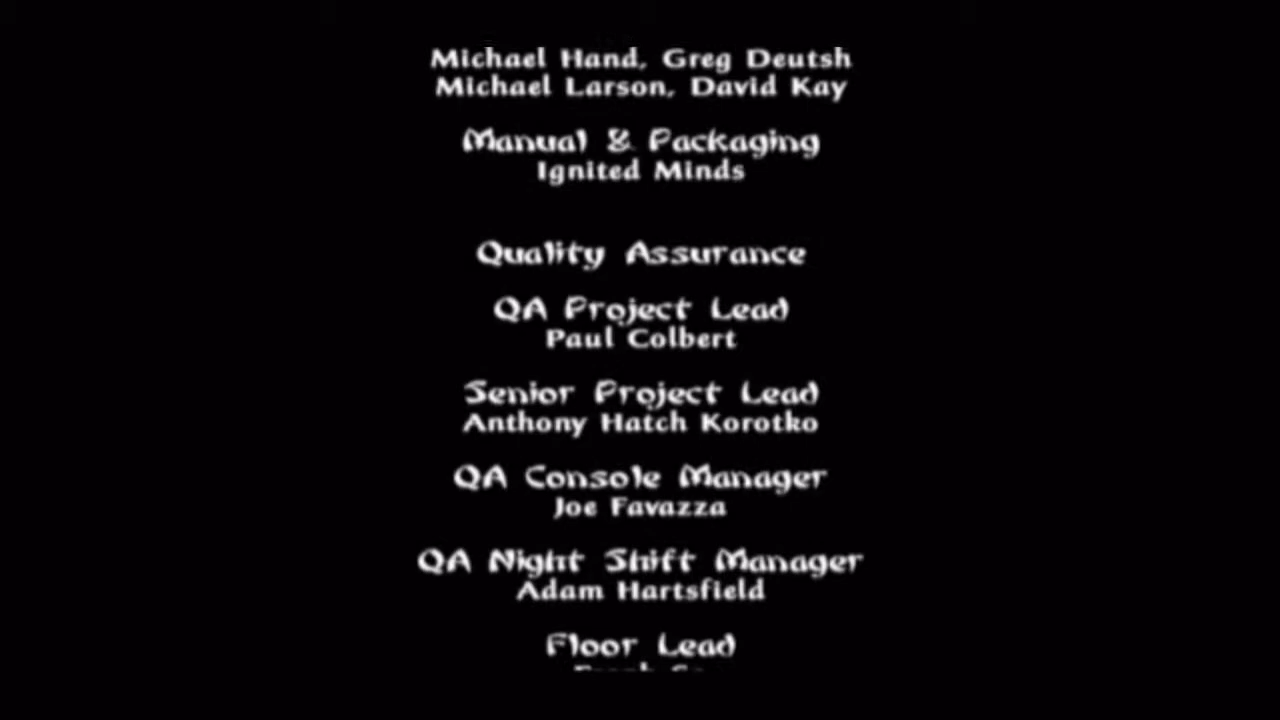 Michael Hand, Greg Deutsh
Michael Larson, David Kay
Manual & Packaging
Ignited Minds
Quality Assurance
QA Project Lead
Paul Colbert
Senior Project Lead
Anthony Hatch Korotko
QA Console Manager
Joe Favazza
QA Night Shift Manager
Adam Hartsfield
Floor Lead